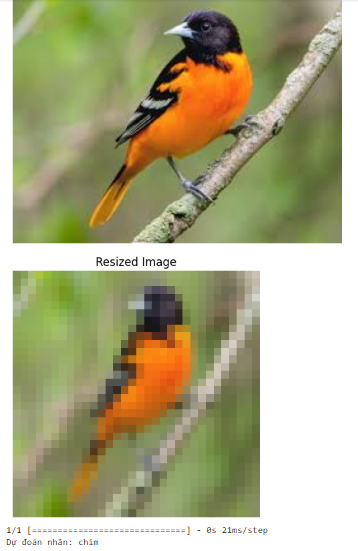 Resized Image
1/1 [==============================] - 0s 21ms/step
Dự đoán nhãn: chim